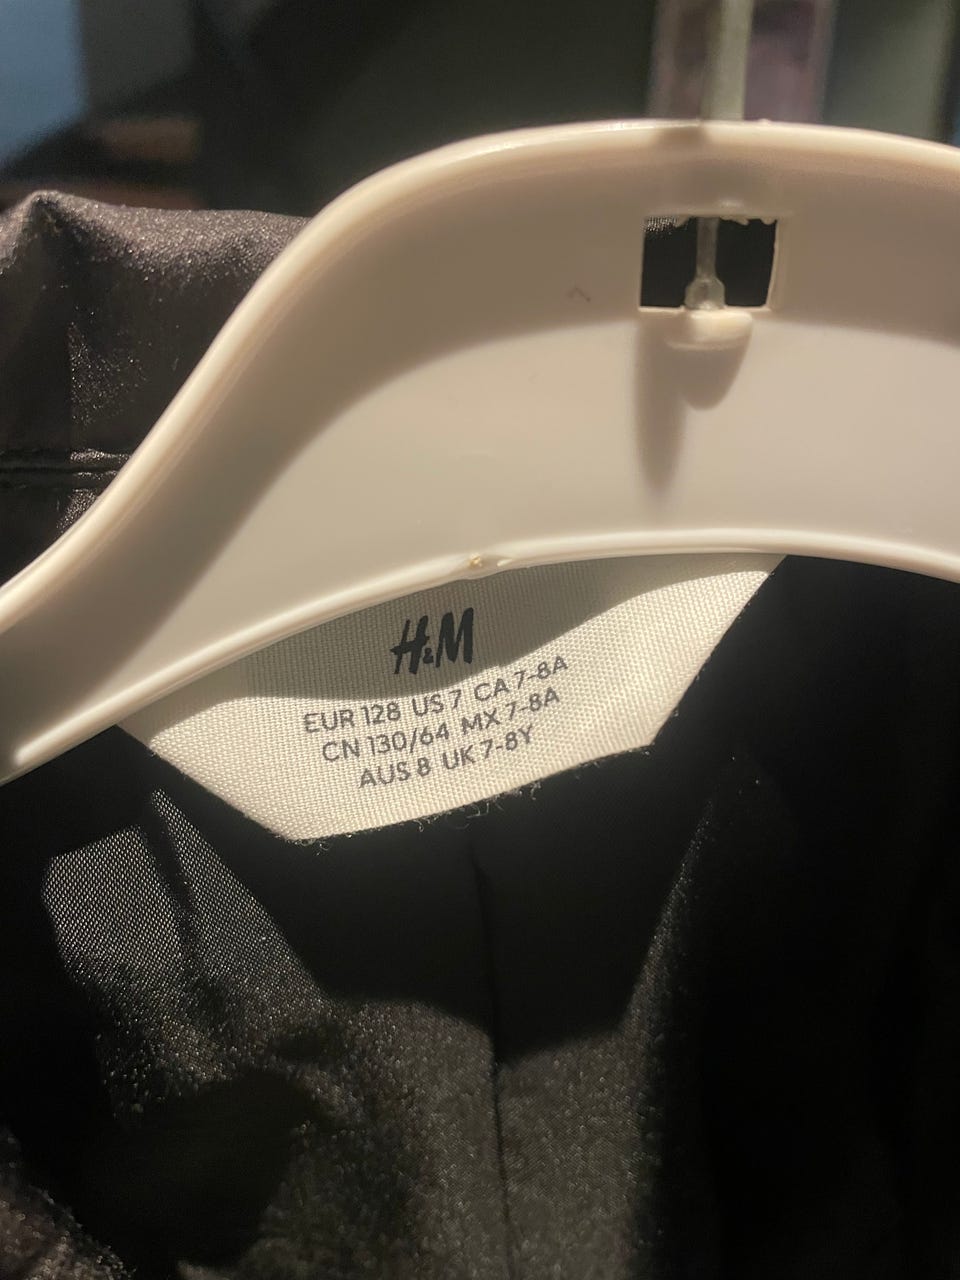 H&M
EUR 128 US 7 CA 7-8A
CN 130/64 MX 7-8A
AUS 8 UK 7-8Y